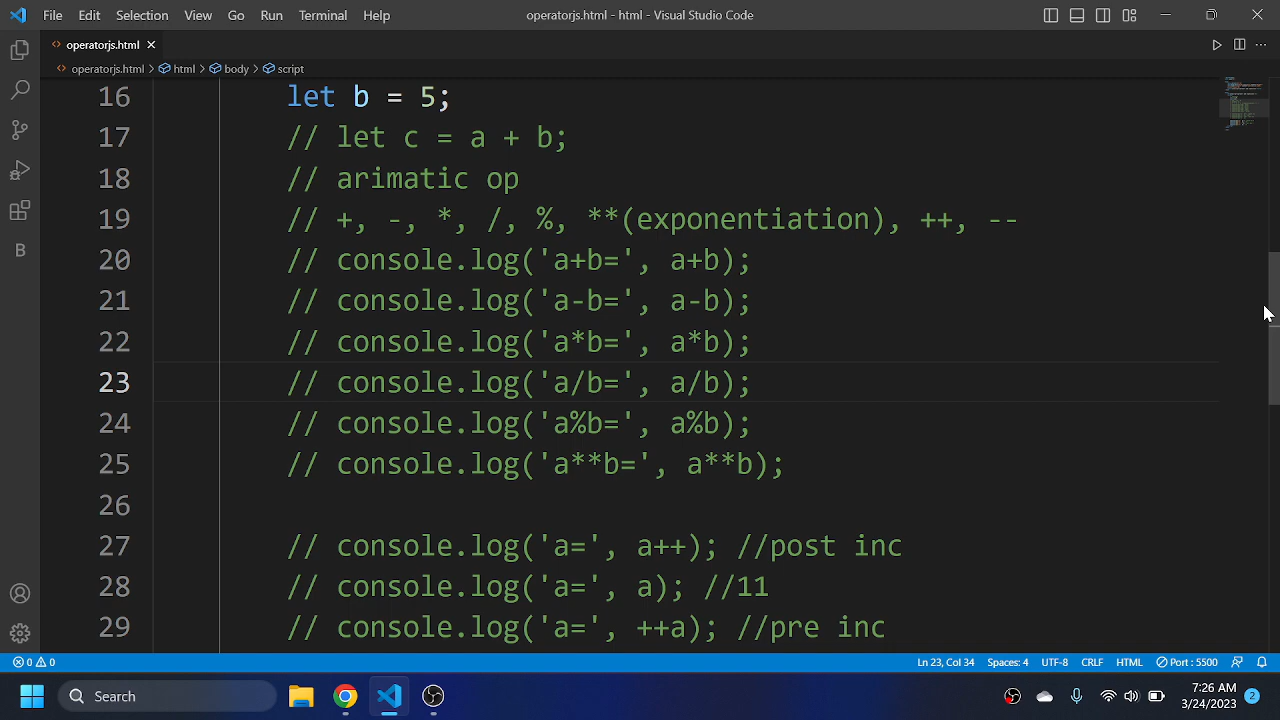 File Edit Selection View Go Run Terminal Help operatorjs.html - html - Visual Studio Code
operatorjs.html
operatorjs.html > html > body > script
16 let b = 5;
17 // let c = a + b;
18 // arimatic op
19 // +, -, *, /, %, **(exponentiation), ++, --
20 // console.log('a+b=', a+b);
21 // console.log('a-b=', a-b);
22 // console.log('a*b=', a*b);
23 // console.log('a/b=', a/b);
24 // console.log('a%b=', a%b);
25 // console.log('a**b=', a**b);
26
27 // console.log('a=', a++); //post inc
28 // console.log('a=', a); //11
29 // console.log('a=', ++a); //pre inc
B
0 0 Ln 23, Col 34 Spaces: 4 UTF-8 CRLF HTML Port : 5500
Search 7:26 AM
3/24/2023 2